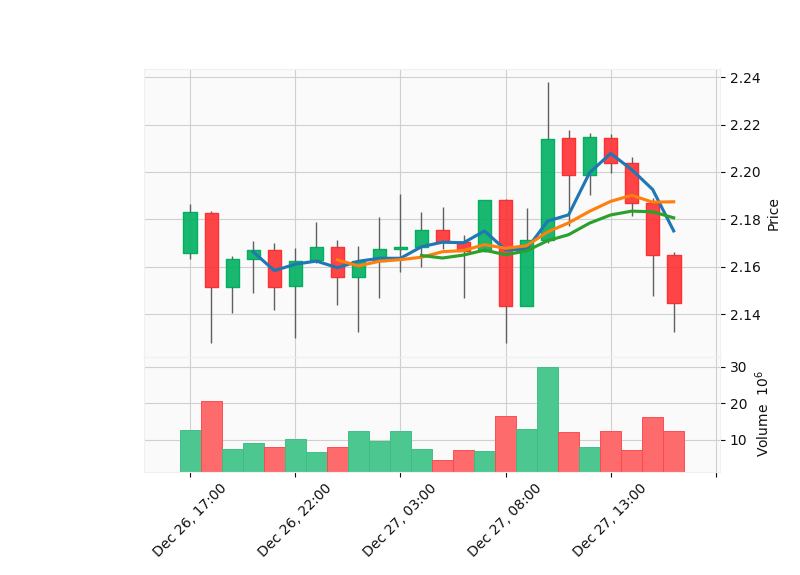 2.24
2.22
2.20
2.18
2.16
2.14
Price
30
20
10
Volume 10^6
Dec 26, 17:00
Dec 26, 22:00
Dec 27, 03:00
Dec 27, 08:00
Dec 27, 13:00